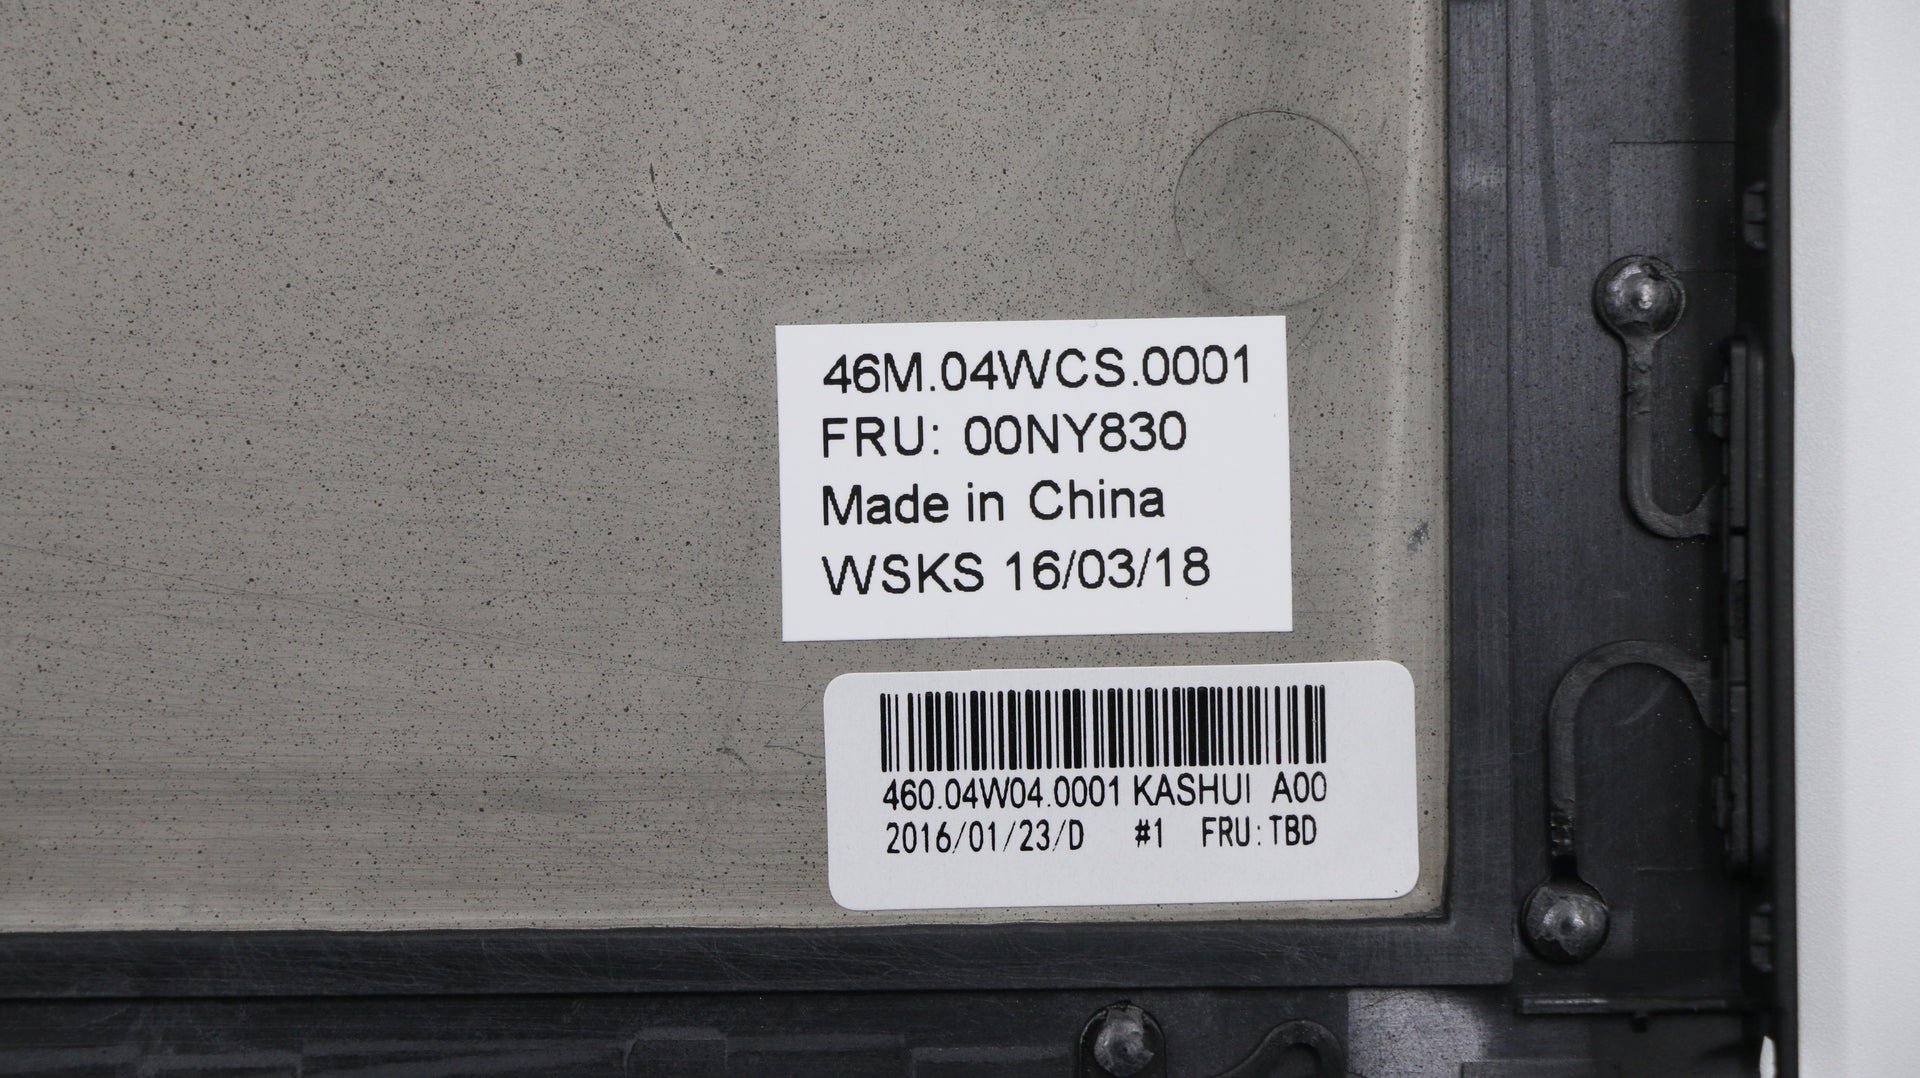 46M.04WCS.0001
FRU: 00NY830
Made in China
WSKS 16/03/18
460.04W04.0001 KASHUI A00
2016/01/23/D #1 FRU:TBD